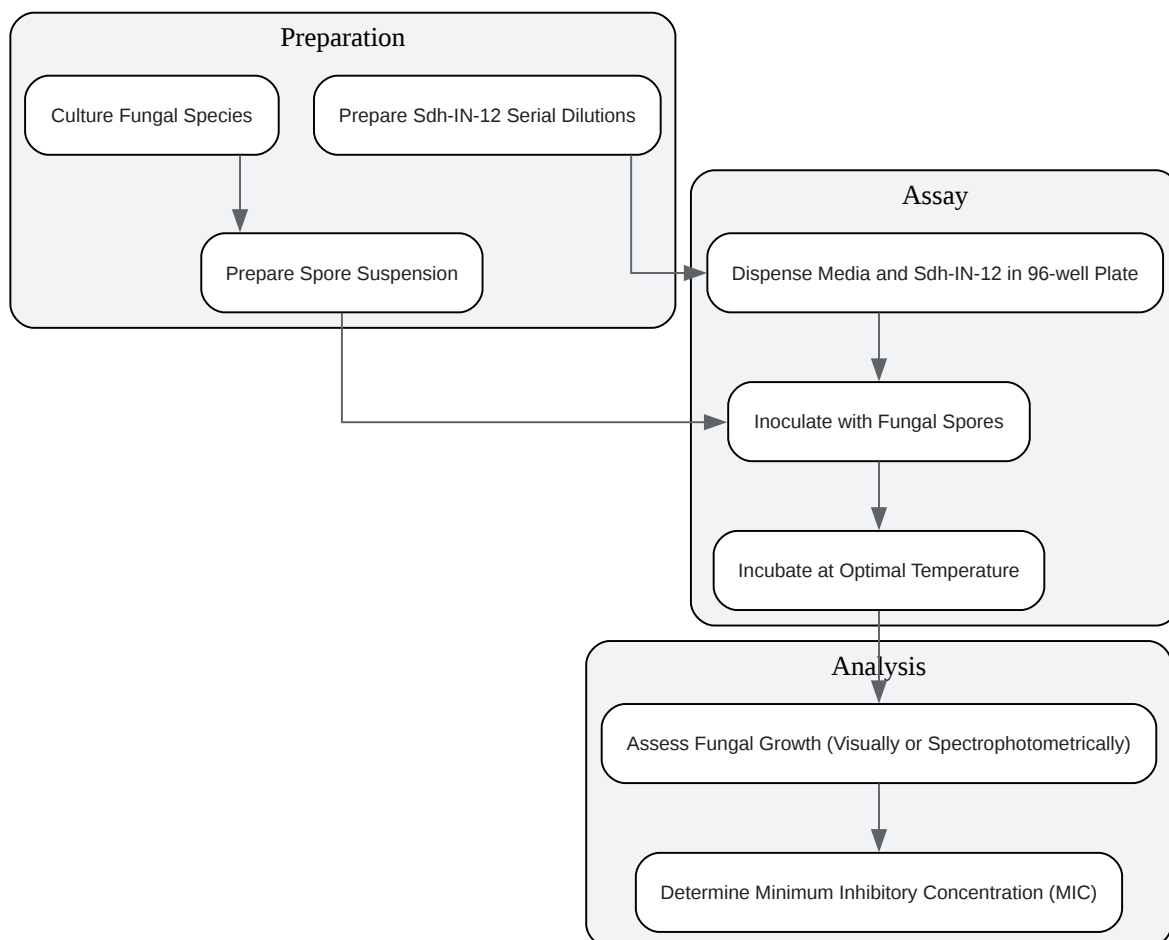 Preparation
Culture Fungal Species
Prepare Sdh-IN-12 Serial Dilutions
Prepare Spore Suspension
Assay
Dispense Media and Sdh-IN-12 in 96-well Plate
Inoculate with Fungal Spores
Incubate at Optimal Temperature
Analysis
Assess Fungal Growth (Visually or Spectrophotometrically)
Determine Minimum Inhibitory Concentration (MIC)